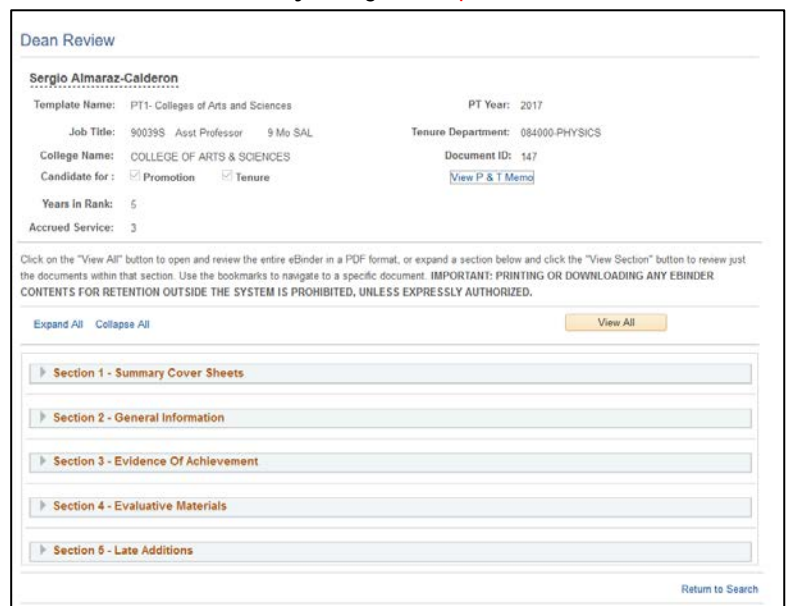 Dean Review
Sergio Almaraz-Calderon
Template Name: PT1- Colleges of Arts and Sciences PT Year: 2017
Job Title: 90039S Asst Professor 9 Mo SAL Tenure Department: 084000-PHYSICS
College Name: COLLEGE OF ARTS & SCIENCES Document ID: 147
Candidate for : Promotion Tenure View P & T Memo
Years in Rank: 5
Accrued Service: 3
Click on the "View All" button to open and review the entire eBinder in a PDF format, or expand a section below and click the "View Section" button to review just
the documents within that section. Use the bookmarks to navigate to a specific document. IMPORTANT: PRINTING OR DOWNLOADING ANY EBINDER
CONTENTS FOR RETENTION OUTSIDE THE SYSTEM IS PROHIBITED, UNLESS EXPRESSLY AUTHORIZED.
Expand All Collapse All View All
Section 1 - Summary Cover Sheets
Section 2 - General Information
Section 3 - Evidence Of Achievement
Section 4 - Evaluative Materials
Section 5 - Late Additions
Return to Search